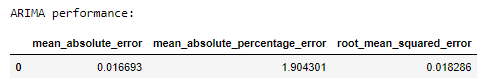 ARIMA performance:
mean_absolute_error mean_absolute_percentage_error root_mean_squared_error
0 0.016693 1.904301 0.018286